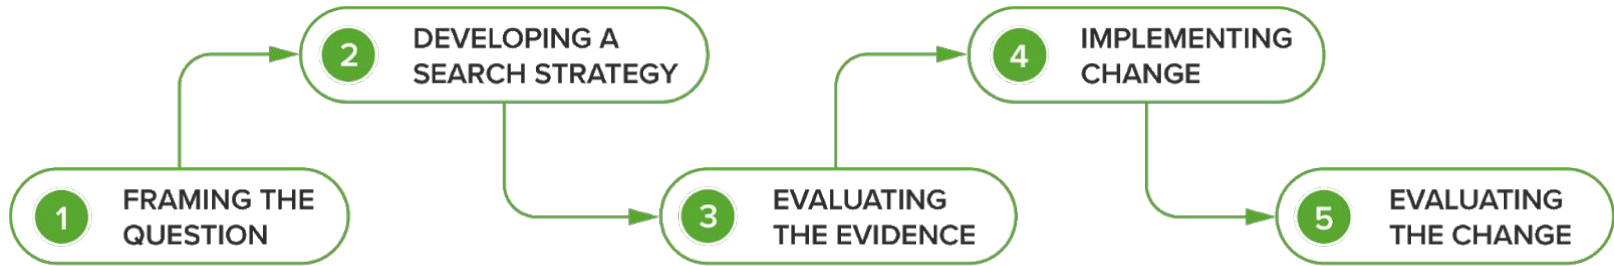 1
FRAMING THE
QUESTION
2
DEVELOPING A
SEARCH STRATEGY
3
EVALUATING
THE EVIDENCE
4
IMPLEMENTING
CHANGE
5
EVALUATING
THE CHANGE